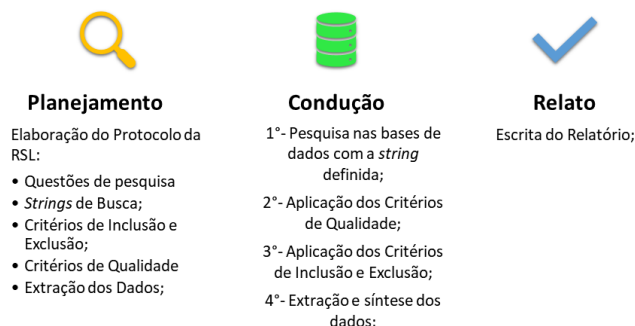 Planejamento
Elaboração do Protocolo da
RSL:
• Questões de pesquisa
• Strings de Busca;
• Critérios de Inclusão e
Exclusão;
• Critérios de Qualidade
• Extração dos Dados;
Condução
1°- Pesquisa nas bases de
dados com a string
definida;
2°- Aplicação dos Critérios
de Qualidade;
3°- Aplicação dos Critérios
de Inclusão e Exclusão;
4°- Extração e síntese dos
dados;
Relato
Escrita do Relatório;